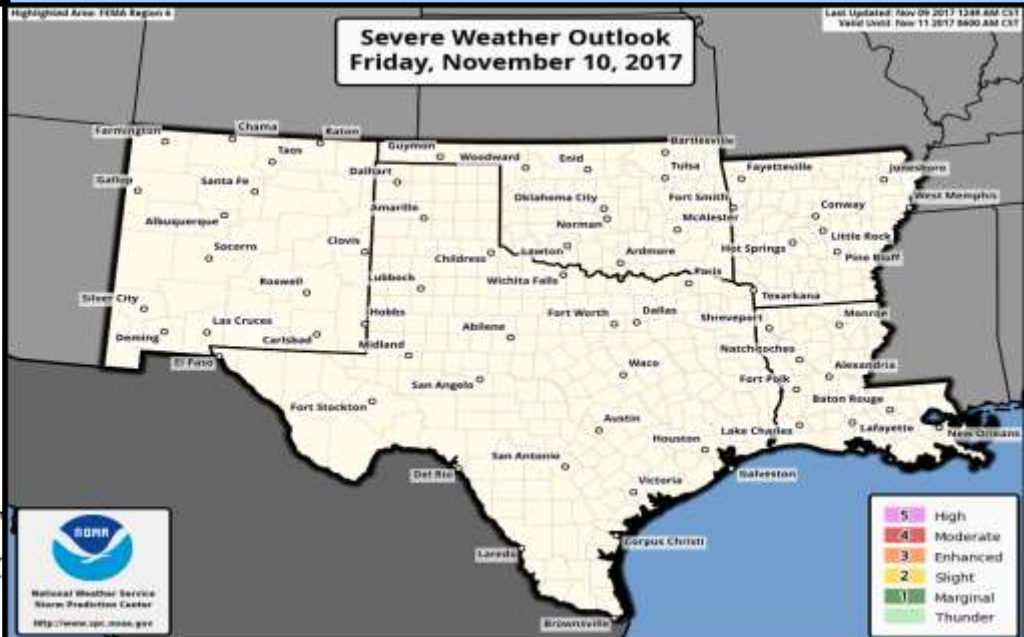 Highlighted Area: FEMA Region 6
Last Updated: Nov 09 2017 1249 AM CST
Valid Until: Nov 11 2017 0600 AM CST
Severe Weather Outlook
Friday, November 10, 2017
Farmington
Chama
Raton
Taos
Guymon
Woodward
Enid
Bartlesville
Tulsa
Fayetteville
Jonesboro
Gallup
Santa Fe
Dalhart
Oklahoma City
Fort Smith
West Memphis
Albuquerque
Amarillo
Norman
McAlester
Conway
Socorro
Clovis
Childress
Lawton
Ardmore
Hot Springs
Little Rock
Pine Bluff
Roswell
Lubbock
Wichita Falls
Paris
Texarkana
Silver City
Las Cruces
Hobbs
Abilene
Fort Worth
Dallas
Shreveport
Monroe
Deming
Carlsbad
Midland
Natchitoches
El Paso
San Angelo
Waco
Fort Polk
Alexandria
Fort Stockton
Austin
Baton Rouge
Houston
Lake Charles
Lafayette
New Orleans
Del Rio
San Antonio
Galveston
Victoria
Laredo
Corpus Christi
Brownsville
NOAA
National Weather Service
Storm Prediction Center
http://www.spc.noaa.gov
5 High
4 Moderate
3 Enhanced
2 Slight
1 Marginal
Thunder